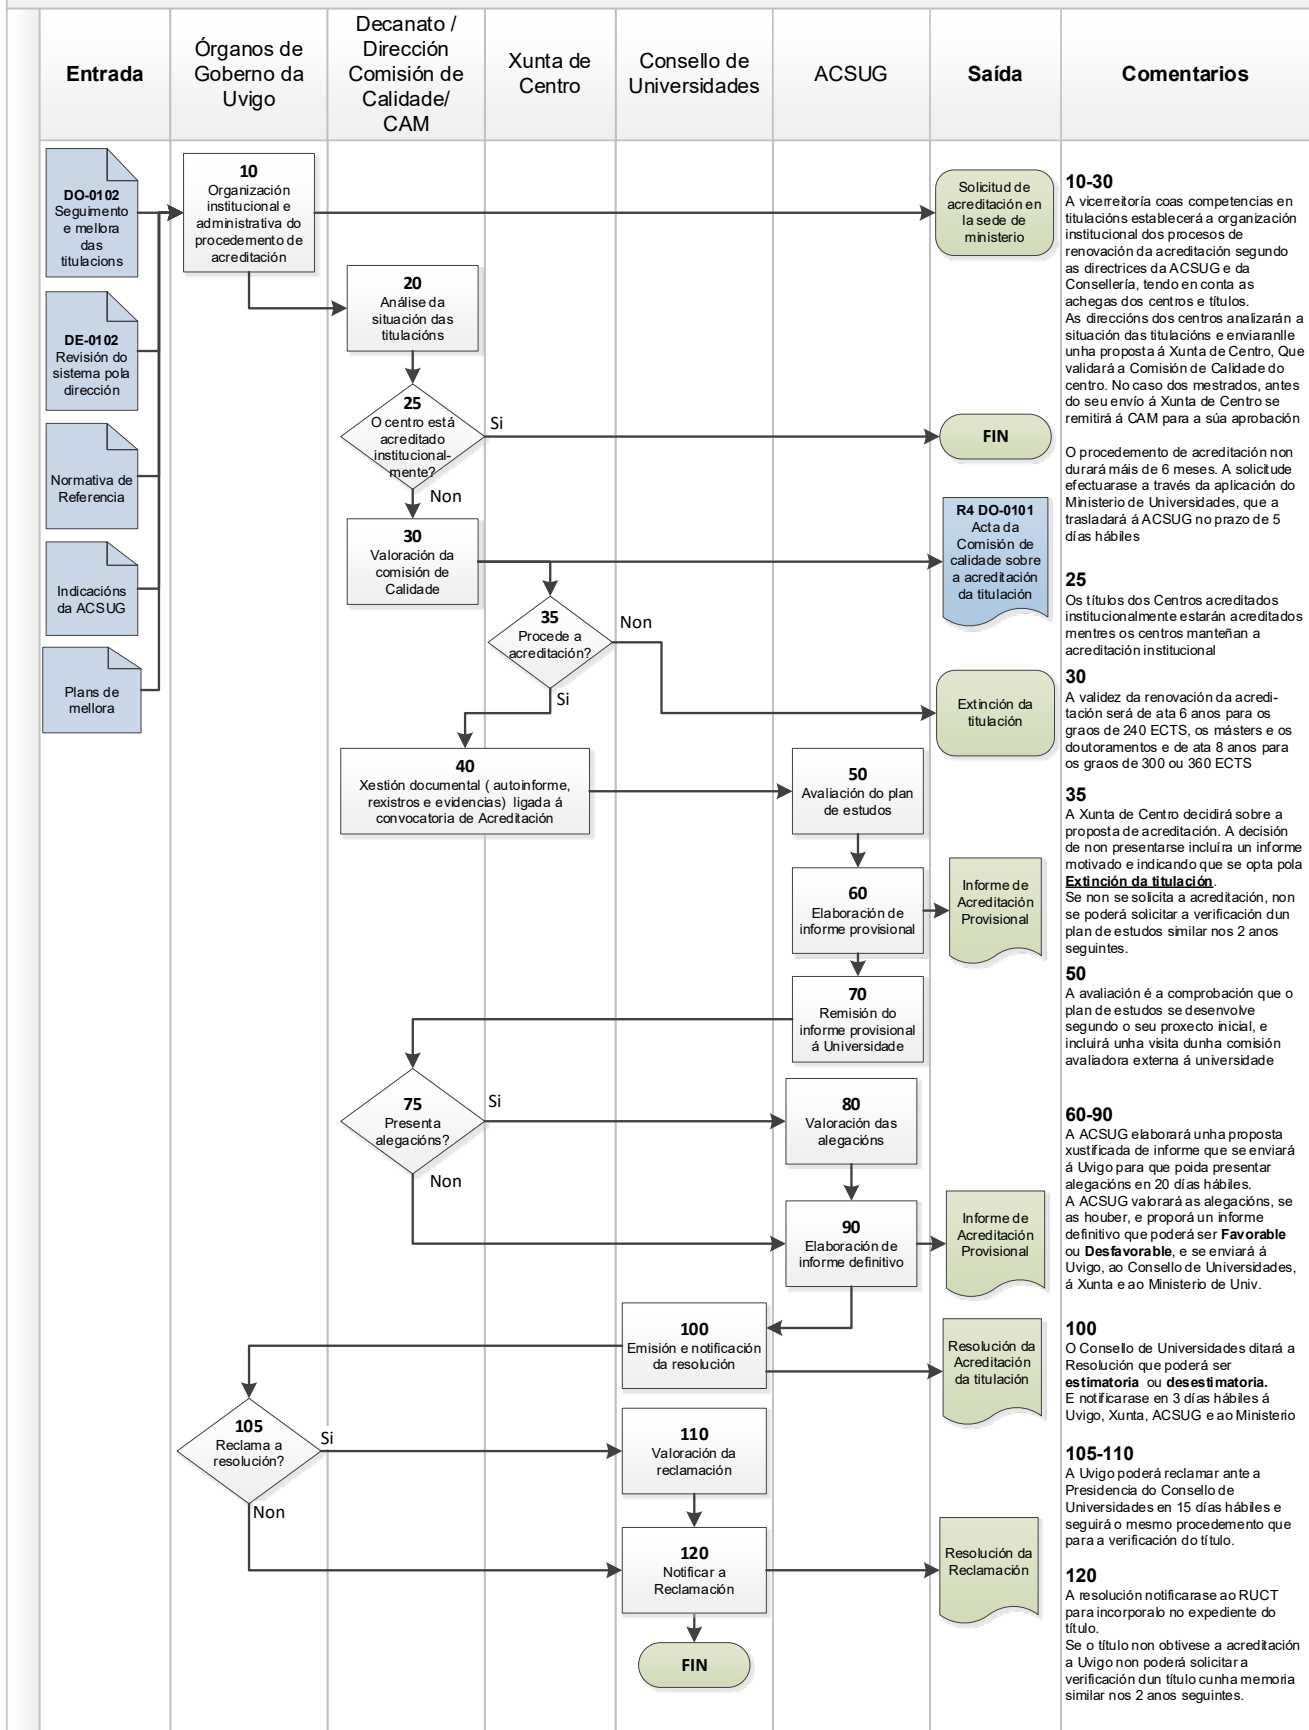 Entrada
Órganos de
Goberno da
Uvigo
Decanato /
Dirección
Comisión de
Calidade/
CAM
Xunta de
Centro
Consello de
Universidades
ACSUG
Saída
Comentarios
DO-0102
Seguimento
e mellora
das
titulacions
DE-0102
Revisión do
sistema pola
dirección
Normativa de
Referencia
Indicacións
da ACSUG
Plans de
mellora
10
Organización
institucional e
administrativa do
procedemento de
acreditación
20
Análise da
situación das
titulacións
25
O centro está
acreditado
institucional-
mente?
Si
Non
30
Valoración da
comisión de
Calidade
35
Procede a
acreditación?
Non
Si
40
Xestión documental ( autoinforme,
rexistros e evidencias) ligada á
convocatoria de Acreditación
50
Avaliación do plan
de estudos
60
Elaboración de
informe provisional
70
Remisión do
informe provisional
á Universidade
75
Presenta
alegacións?
Si
Non
80
Valoración das
alegacións
90
Elaboración de
informe definitivo
100
Emisión e notificación
da resolución
105
Reclama a
resolución?
Si
Non
110
Valoración da
reclamación
120
Notificar a
Reclamación
FIN
Solicitud de
acreditación en
la sede de
ministerio
FIN
R4 DO-0101
Acta da
Comisión de
calidade sobre
a acreditación
da titulación
Extinción da
titulación
Informe de
Acreditación
Provisional
Informe de
Acreditación
Provisional
Resolución da
Acreditación
da titulación
Resolución da
Reclamación
10-30
A vicerreitoría coas competencias en
titulacións establecerá a organización
institucional dos procesos de
renovación da acreditación segundo
as directrices da ACSUG e da
Consellería, tendo en conta as
achegas dos centros e títulos.
As direccións dos centros analizarán a
situación das titulacións e enviaranlle
unha proposta á Xunta de Centro, Que
validará a Comisión de Calidade do
centro. No caso dos mestrados, antes
do seu envío á Xunta de Centro se
remitirá á CAM para a súa aprobación
O procedemento de acreditación non
durará máis de 6 meses. A solicitude
efectuarase a través da aplicación do
Ministerio de Universidades, que a
trasladará á ACSUG no prazo de 5
días hábiles
25
Os títulos dos Centros acreditados
institucionalmente estarán acreditados
mentres os centros manteñan a
acreditación institucional
30
A validez da renovación da acredi-
tación será de ata 6 anos para os
graos de 240 ECTS, os másters e os
doutoramentos e de ata 8 anos para
os graos de 300 ou 360 ECTS
35
A Xunta de Centro decidirá sobre a
proposta de acreditación. A decisión
de non presentarse incluíra un informe
motivado e indicando que se opta pola
Extinción da titulación.
Se non se solicita a acreditación, non
se poderá solicitar a verificación dun
plan de estudos similar nos 2 anos
seguintes.
50
A avaliación é a comprobación que o
plan de estudos se desenvolve
segundo o seu proxecto inicial, e
incluirá unha visita dunha comisión
avaliadora externa á universidade
60-90
A ACSUG elaborará unha proposta
xustificada de informe que se enviará
á Uvigo para que poida presentar
alegacións en 20 días hábiles.
A ACSUG valorará as alegacións, se
as houber, e proporá un informe
definitivo que poderá ser Favorable
ou Desfavorable, e se enviará á
Uvigo, ao Consello de Universidades,
á Xunta e ao Ministerio de Univ.
100
O Consello de Universidades ditará a
Resolución que poderá ser
estimatoria ou desestimatoria.
E notificarase en 3 días hábiles á
Uvigo, Xunta, ACSUG e ao Ministerio
105-110
A Uvigo poderá reclamar ante a
Presidencia do Consello de
Universidades en 15 días hábiles e
seguirá o mesmo procedemento que
para a verificación do título.
120
A resolución notificarase ao RUCT
para incorporalo no expediente do
título.
Se o título non obtivese a acreditación
a Uvigo non poderá solicitar a
verificación dun título cunha memoria
similar nos 2 anos seguintes.